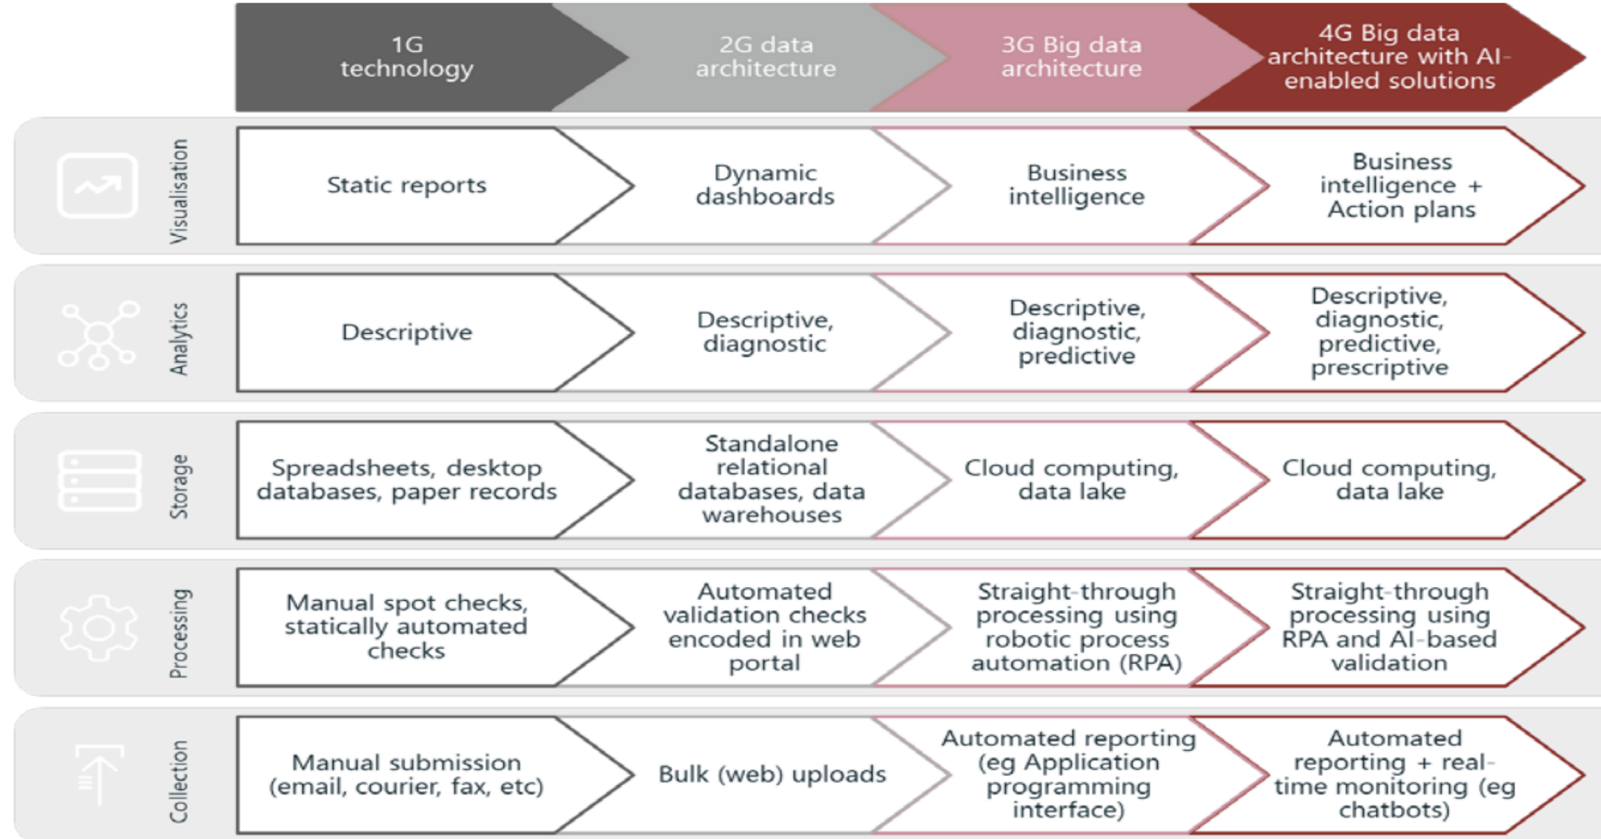 1G
technology
2G data
architecture
3G Big data
architecture
4G Big data
architecture with AI-
enabled solutions
Visualisation
Static reports
Dynamic
dashboards
Business
intelligence
Business
intelligence +
Action plans
Analytics
Descriptive
Descriptive,
diagnostic
Descriptive,
diagnostic,
predictive
Descriptive,
diagnostic,
predictive,
prescriptive
Storage
Spreadsheets, desktop
databases, paper records
Standalone
relational
databases, data
warehouses
Cloud computing,
data lake
Cloud computing,
data lake
Processing
Manual spot checks,
statically automated
checks
Automated
validation checks
encoded in web
portal
Straight-through
processing using
robotic process
automation (RPA)
Straight-through
processing using
RPA and AI-based
validation
Collection
Manual submission
(email, courier, fax, etc)
Bulk (web) uploads
Automated reporting
(eg Application
programming
interface)
Automated
reporting + real-
time monitoring (eg
chatbots)